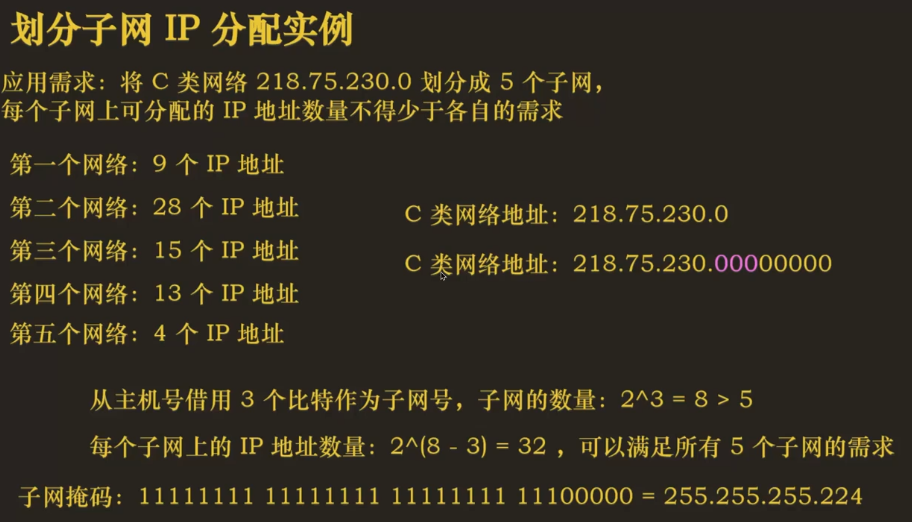 划分子网 IP 分配实例
应用需求：将 C 类网络 218.75.230.0 划分成 5 个子网，
每个子网上可分配的 IP 地址数量不得少于各自的需求
第一个网络：9 个 IP 地址
第二个网络：28 个 IP 地址
第三个网络：15 个 IP 地址
第四个网络：13 个 IP 地址
第五个网络：4 个 IP 地址
C 类网络地址：218.75.230.0
C 类网络地址：218.75.230.00000000
从主机号借用 3 个比特作为子网号，子网的数量：2^3 = 8 > 5
每个子网上的 IP 地址数量：2^(8 - 3) = 32 ，可以满足所有 5 个子网的需求
子网掩码：11111111 11111111 11111111 11100000 = 255.255.255.224